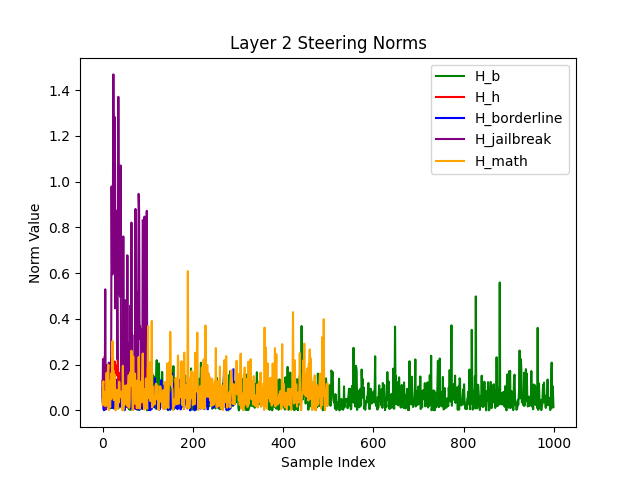 Layer 2 Steering Norms
H_b
H_h
H_borderline
H_jailbreak
H_math
Norm Value
1.4
1.2
1.0
0.8
0.6
0.4
0.2
0.0
0 200 400 600 800 1000
Sample Index